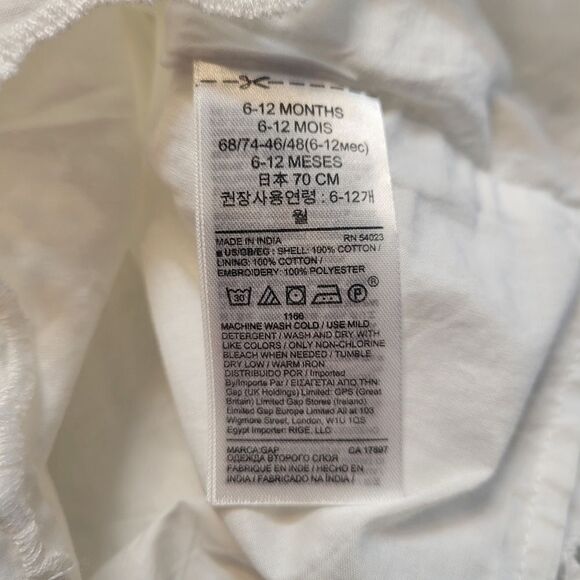 6-12 MONTHS
6-12 MOIS
68/74-46/48(6-12мес)
6-12 MESES
日本 70 CM
권장사용연령 : 6-12개
월
MADE IN INDIA RN 54023
■ US/GB/EG : SHELL: 100% COTTON /
LINING: 100% COTTON /
EMBROIDERY: 100% POLYESTER
30 P ®
1166
MACHINE WASH COLD / USE MILD
DETERGENT / WASH AND DRY WITH
LIKE COLORS / ONLY NON-CHLORINE
BLEACH WHEN NEEDED / TUMBLE
DRY LOW / WARM IRON
DISTRIBUIDO POR / Imported
By/Importe Par / ΕΙΣΑΓΕΤΑΙ ΑΠΟ ΤΗΝ:
Gap (UK Holdings) Limited: GPS (Great
Britain) Limited Gap Stores (Ireland)
Limited Gap Europe Limited All at 103
Wigmore Street, London, W1U 1QS
Egypt Importer: RIGE, LLC
MARCA:GAP CA 17897
ОДЕЖДА ВТОРОГО СЛОЯ
FABRIQUE EN INDE / HECHO EN
INDIA / FABRICADO NA ÍNDIA /